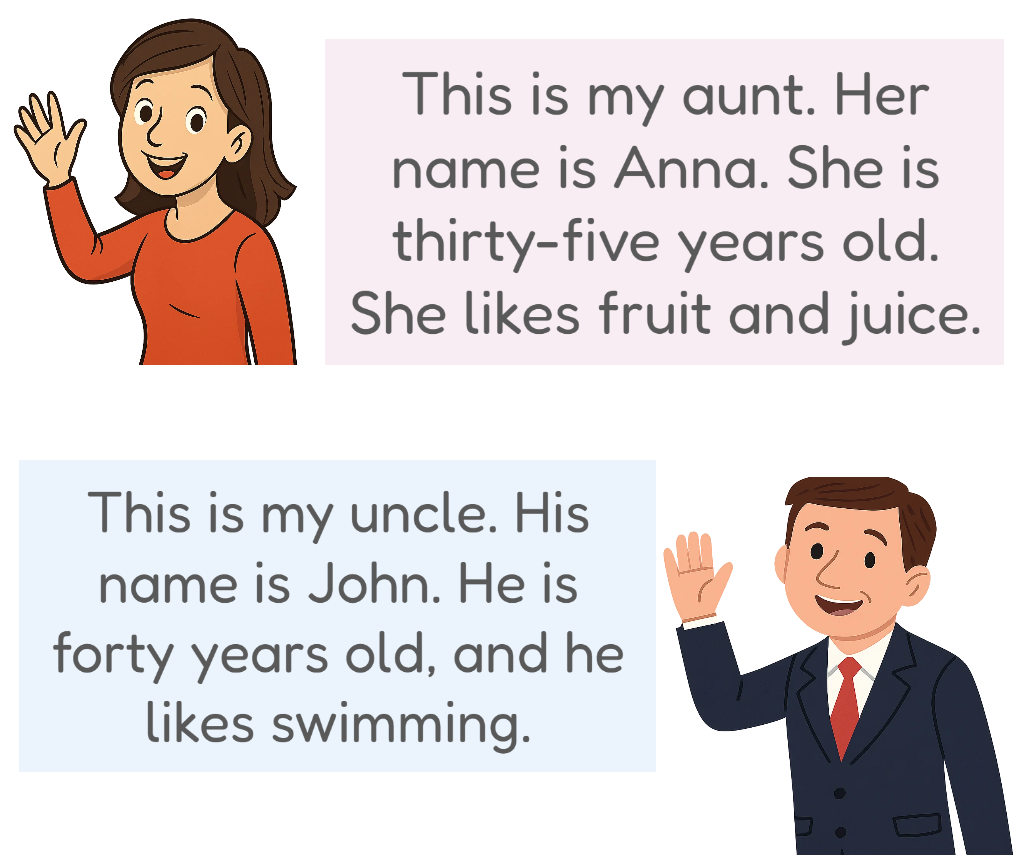 This is my aunt. Her
name is Anna. She is
thirty-five years old.
She likes fruit and juice.
This is my uncle. His
name is John. He is
forty years old, and he
likes swimming.